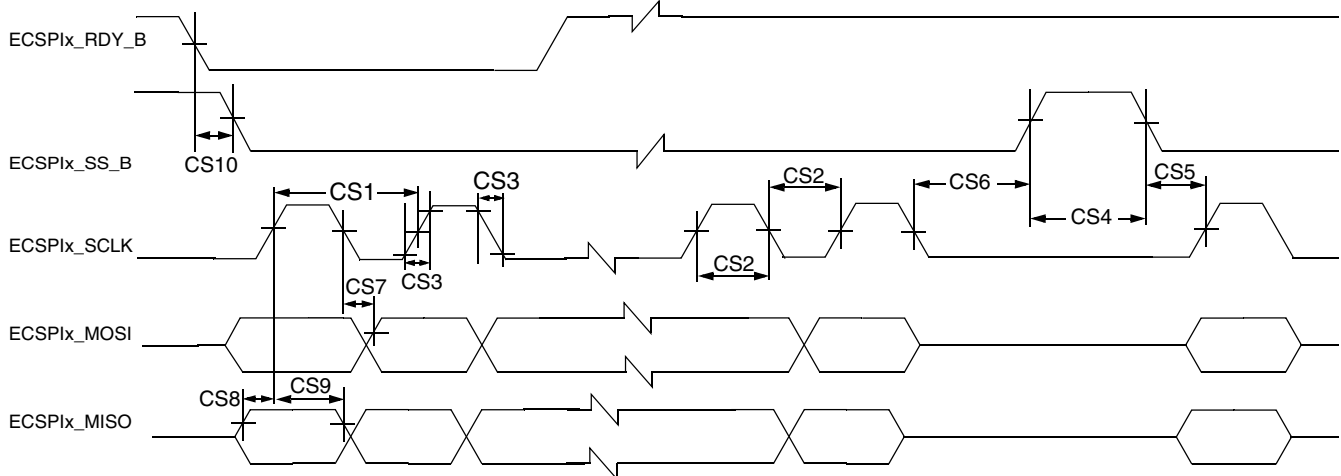 ECSPIx_RDY_B
CS10
ECSPIx_SS_B
CS1
CS3
CS2
CS6
CS5
CS4
ECSPIx_SCLK
CS3
CS2
CS7
ECSPIx_MOSI
CS8
CS9
ECSPIx_MISO